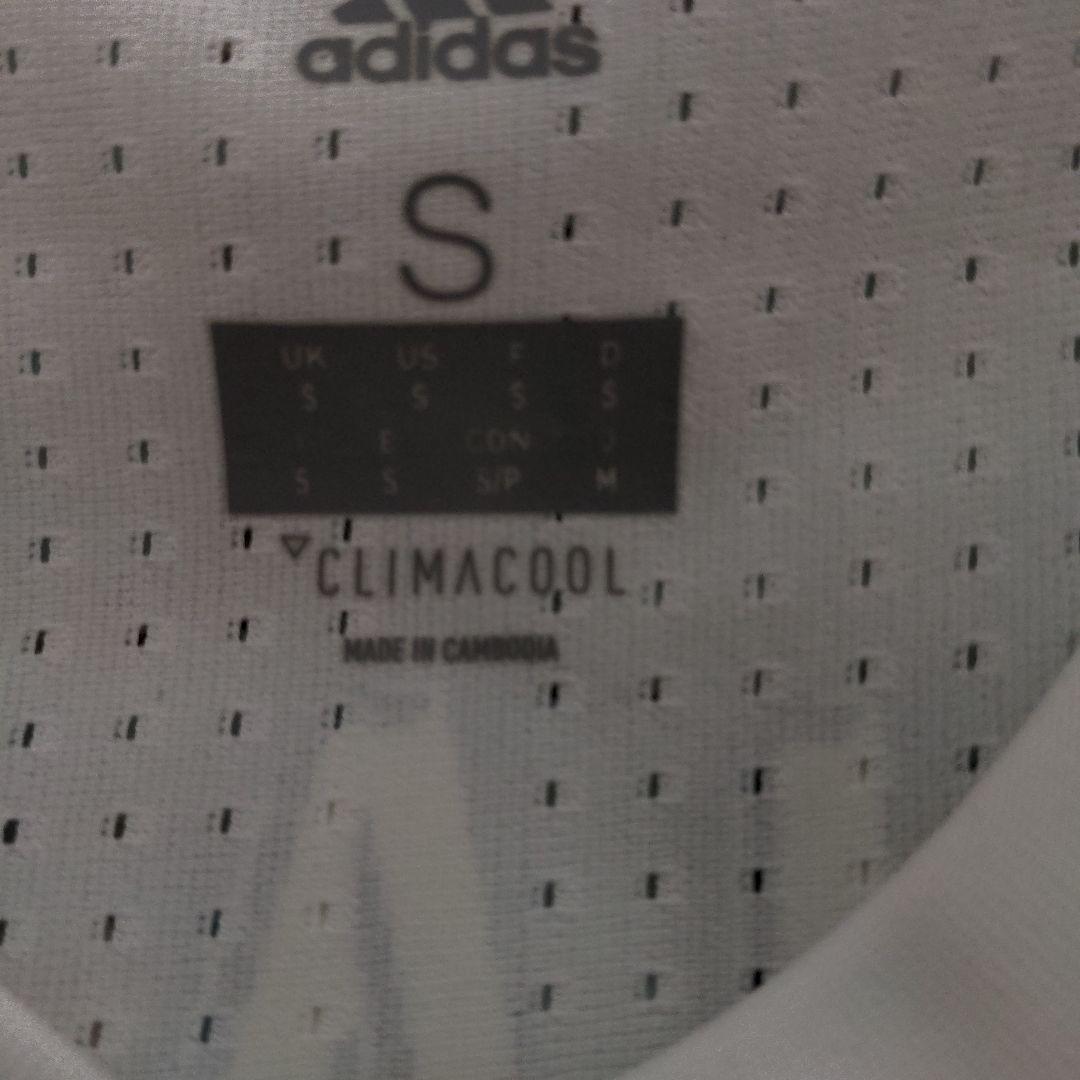 adidas
S
UK US F D
S S S S
E CDN J
S S S/P M
CLIMACOOL
MADE IN CAMBODIA